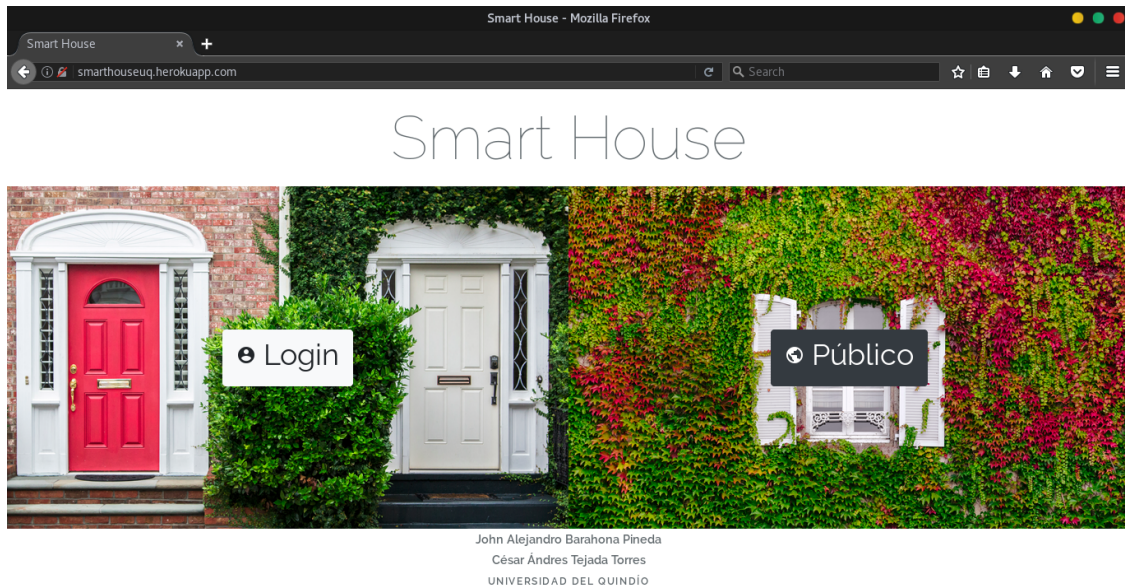 Smart House - Mozilla Firefox
Smart House
smarthouseuq.herokuapp.com
Search
Smart House
Login
Público
John Alejandro Barahona Pineda
César Ándres Tejada Torres
UNIVERSIDAD DEL QUINDÍO